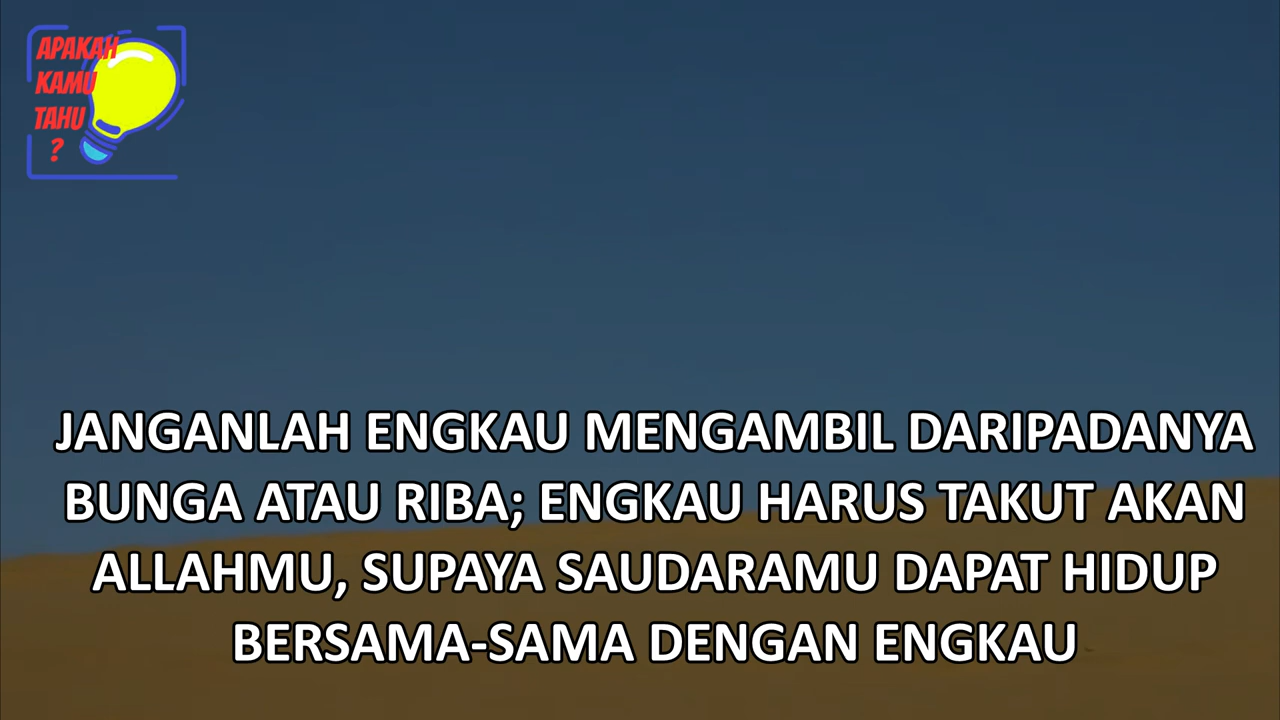 APAKAH
KAMU
TAHU
?
JANGANLAH ENGKAU MENGAMBIL DARIPADANYA
BUNGA ATAU RIBA; ENGKAU HARUS TAKUT AKAN
ALLAHMU, SUPAYA SAUDARAMU DAPAT HIDUP
BERSAMA-SAMA DENGAN ENGKAU